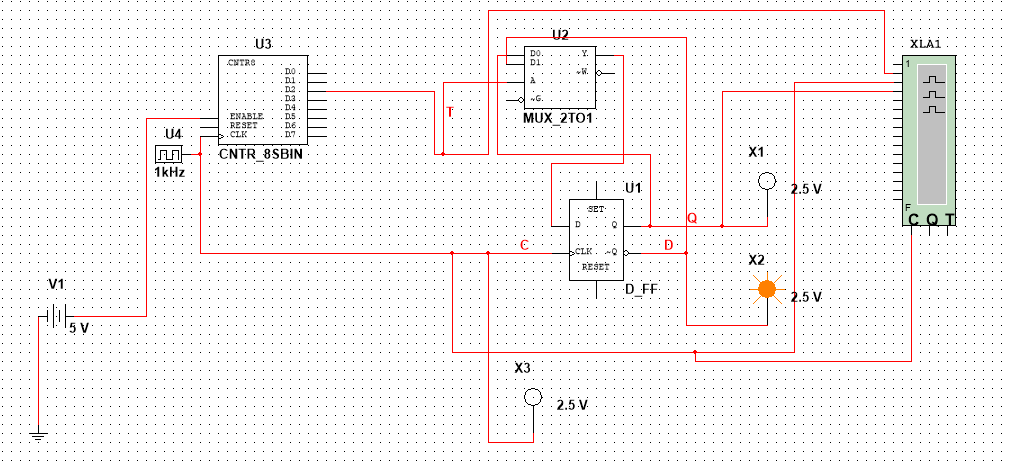 U3
CNTR8
D0
D1
D2
D3
D4
D5
D6
D7
ENABLE
RESET
CLK
CNTR_8SBIN
U4
1kHz
V1
5 V
U2
D0
D1
A
~G
Y
~W
MUX_2TO1
T
U1
SET
D
Q
CLK
~Q
RESET
D_FF
C
Q
D
X1
2.5 V
X2
2.5 V
X3
2.5 V
XLA1
1
F
C Q T